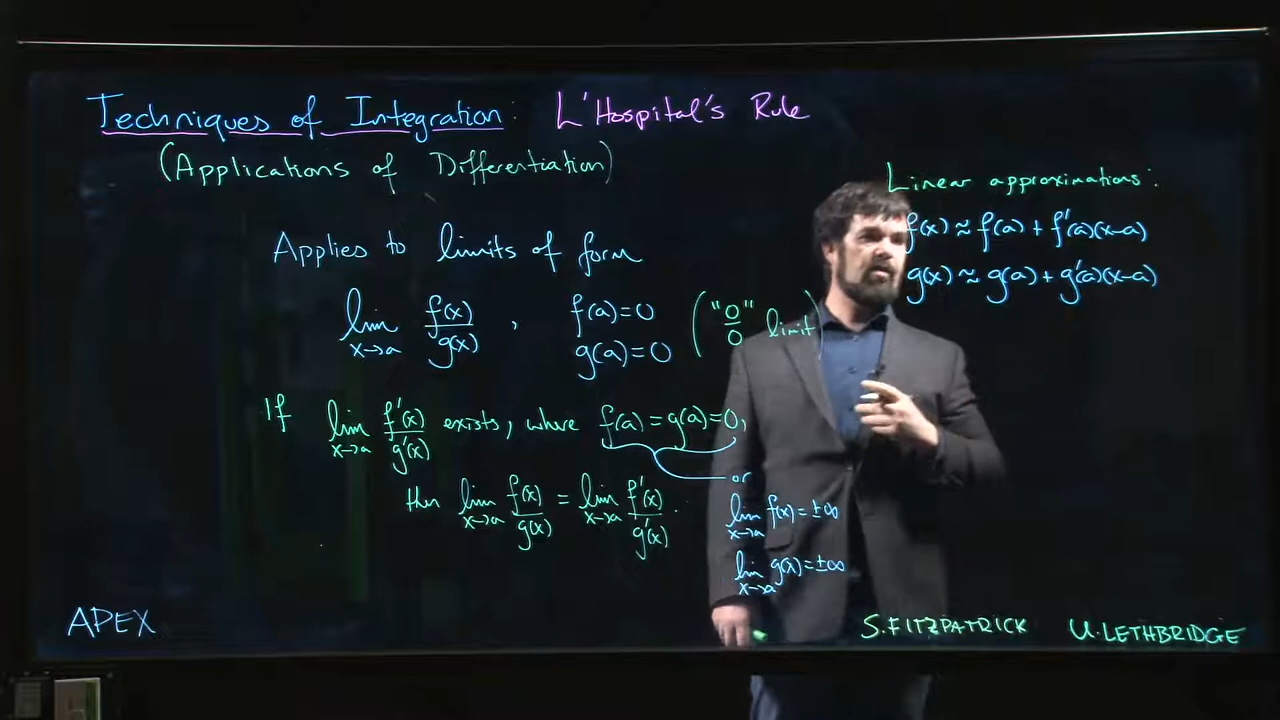 Techniques of Integration: L'Hospital's Rule
(Applications of Differentiation)
Linear approximations:
f(x) ≈ f(a) + f'(a)(x-a)
g(x) ≈ g(a) + g'(a)(x-a)
Applies to limits of form
lim x→a f(x)/g(x) , f(a)=0 g(a)=0 ("0/0" limit)
If lim x→a f'(x)/g'(x) exists, where f(a)=g(a)=0,
then lim x→a f(x)/g(x) = lim x→a f'(x)/g'(x).
or
lim x→a f(x)=±∞
lim x→a g(x)=±∞
APEX
S.FITZPATRICK U.LETHBRIDGE